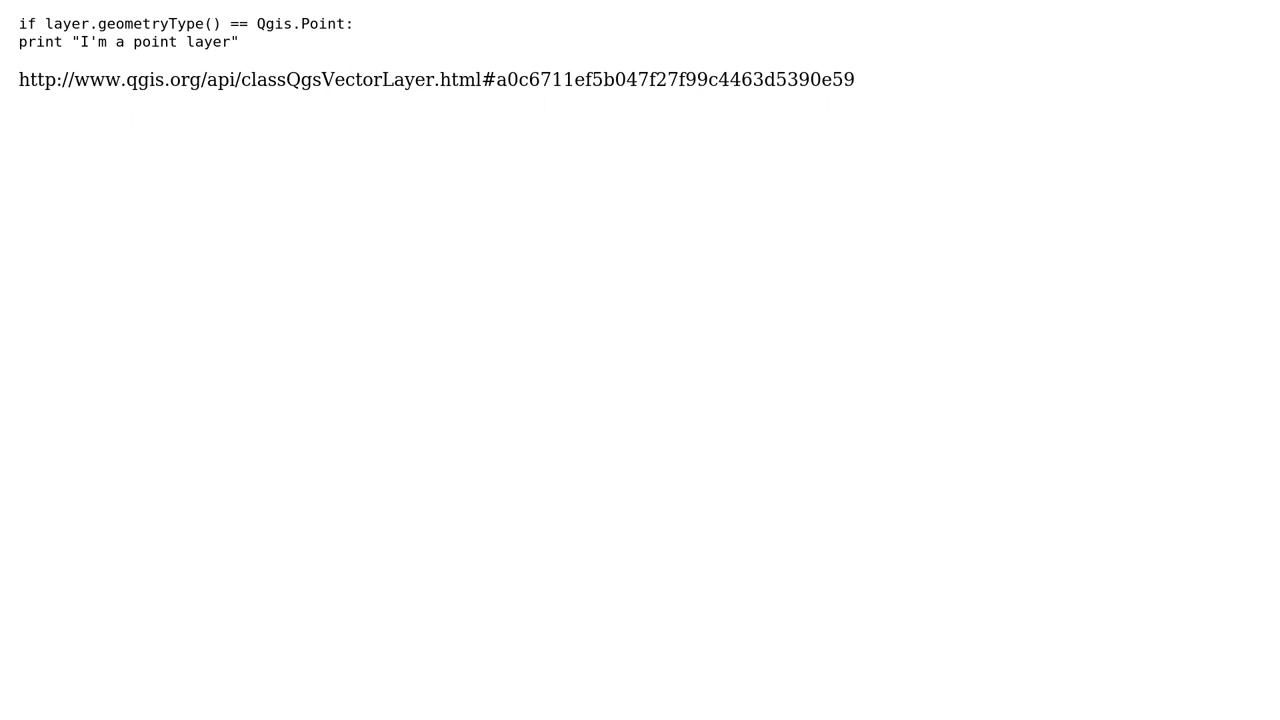 if layer.geometryType() == Qgis.Point:
print "I'm a point layer"
http://www.qgis.org/api/classQgsVectorLayer.html#a0c6711ef5b047f27f99c4463d5390e59